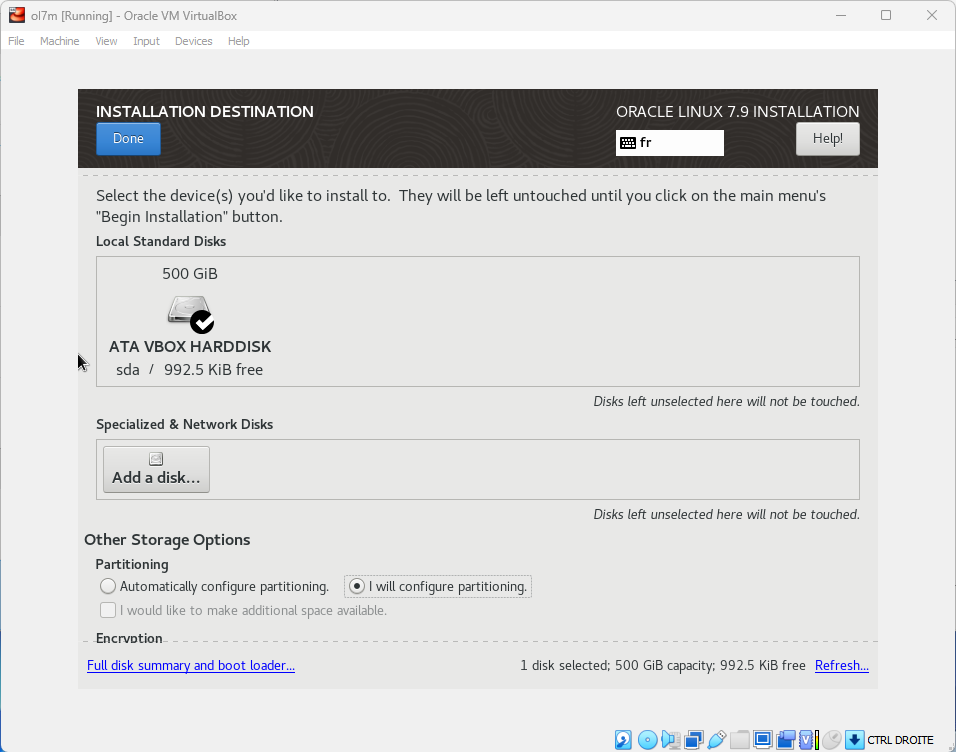 ol7m [Running] - Oracle VM VirtualBox
File Machine View Input Devices Help
INSTALLATION DESTINATION
ORACLE LINUX 7.9 INSTALLATION
Done
fr
Help!
Select the device(s) you'd like to install to. They will be left untouched until you click on the main menu's
"Begin Installation" button.
Local Standard Disks
500 GiB
ATA VBOX HARDDISK
sda / 992.5 KiB free
Disks left unselected here will not be touched.
Specialized & Network Disks
Add a disk...
Disks left unselected here will not be touched.
Other Storage Options
Partitioning
Automatically configure partitioning. I will configure partitioning.
I would like to make additional space available.
Encryption
Full disk summary and boot loader... 1 disk selected; 500 GiB capacity; 992.5 KiB free Refresh...
CTRL DROITE